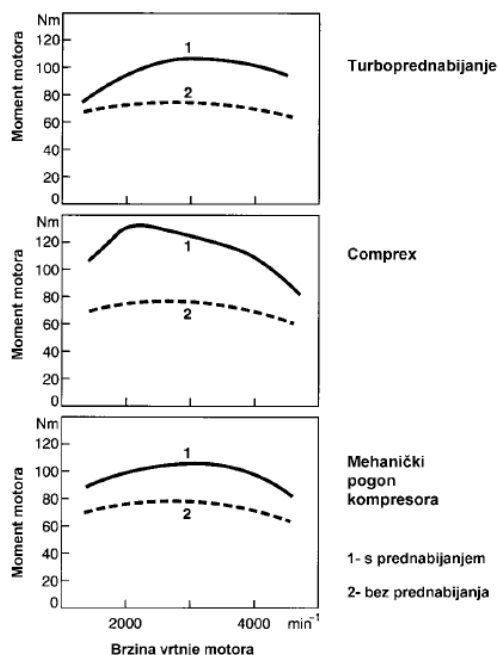 Nm
120
100
80
60
40
20
0
Moment motora
1
2
Turboprednabijanje
Nm
120
100
80
60
40
20
0
Moment motora
1
2
Comprex
Nm
120
100
80
60
40
20
0
Moment motora
1
2
Mehanički
pogon
kompresora
1- s prednabijanjem
2- bez prednabijanja
2000
4000
min⁻¹
Brzina vrtnie motora